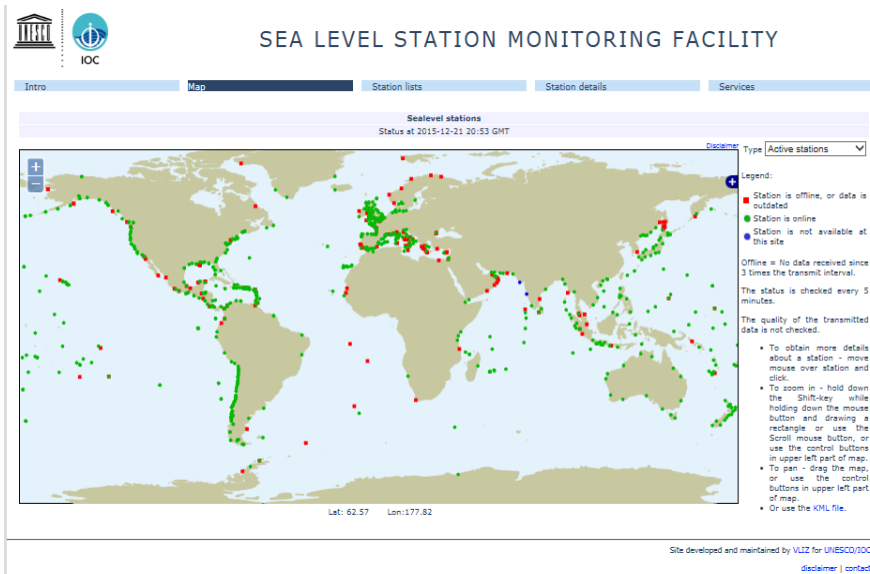 UNESCO
IOC
SEA LEVEL STATION MONITORING FACILITY
Intro
Map
Station lists
Station details
Services
Sealevel stations
Status at 2015-12-21 20:53 GMT
Disclaimer
Type Active stations
+
−
+
Legend:
Station is offline, or data is
outdated
Station is online
Station is not available at
this site
Offline = No data received since
3 times the transmit interval.
The status is checked every 5
minutes.
The quality of the transmitted
data is not checked.
• To obtain more details
about a station - move
mouse over station and
click.
• To zoom in - hold down
the Shift-key while
holding down the mouse
button and drawing a
rectangle or use the
Scroll mouse button, or
use the control buttons
in upper left part of map.
• To pan - drag the map,
or use the control
buttons in upper left part
of map.
• Or use the KML file.
Lat: 62.57 Lon:177.82
Site developed and maintained by VLIZ for UNESCO/IOC
disclaimer | contact